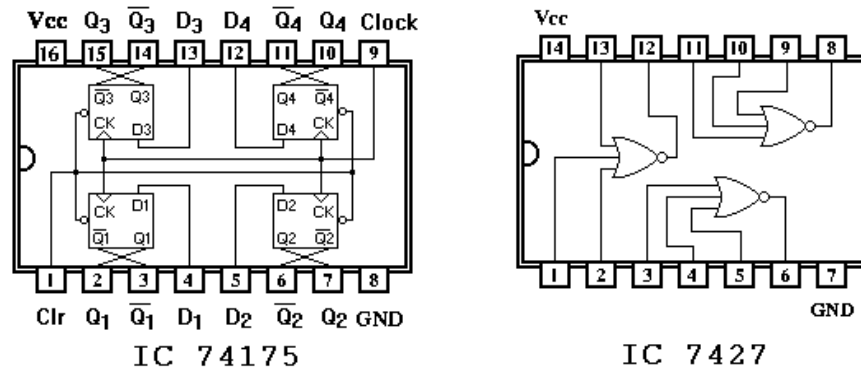 Vcc Q3 Q̅3 D3 D4 Q̅4 Q4 Clock
16 15 14 13 12 11 10 9
Q̅3 Q3 Q4 Q̅4
CK CK
D3 D4
D1 D2
CK CK
Q̅1 Q1 Q2 Q̅2
1 2 3 4 5 6 7 8
Clr Q1 Q̅1 D1 D2 Q̅2 Q2 GND
IC 74175
Vcc
14 13 12 11 10 9 8
1 2 3 4 5 6 7
GND
IC 7427